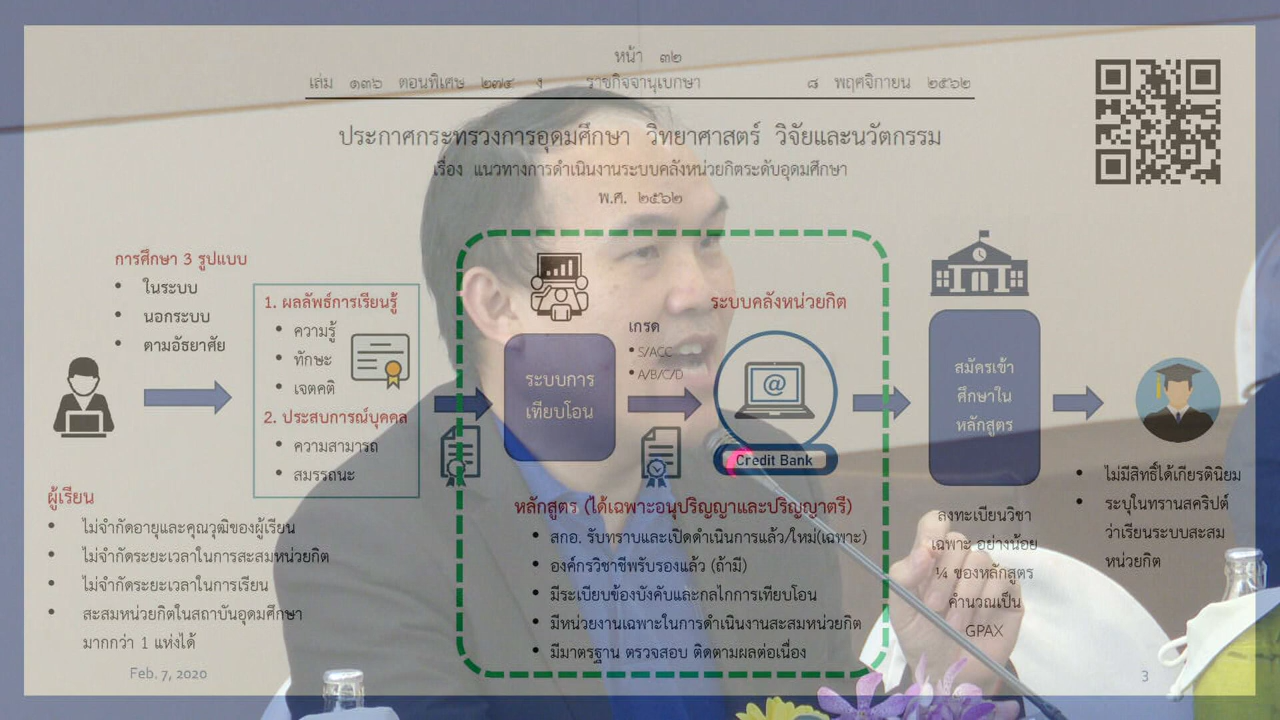 หน้า ๓๒
เล่ม ๑๓๖ ตอนพิเศษ ๒๗๔ ง ราชกิจจานุเบกษา ๘ พฤศจิกายน ๒๕๖๒
ประกาศกระทรวงการอุดมศึกษา วิทยาศาสตร์ วิจัยและนวัตกรรม
เรื่อง แนวทางการดำเนินงานระบบคลังหน่วยกิตระดับอุดมศึกษา
พ.ศ. ๒๕๖๒
การศึกษา 3 รูปแบบ
• ในระบบ
• นอกระบบ
• ตามอัธยาศัย
1. ผลลัพธ์การเรียนรู้
• ความรู้
• ทักษะ
• เจตคติ
2. ประสบการณ์บุคคล
• ความสามารถ
• สมรรถนะ
ผู้เรียน
• ไม่จำกัดอายุและคุณวุฒิของผู้เรียน
• ไม่จำกัดระยะเวลาในการสะสมหน่วยกิต
• ไม่จำกัดระยะเวลาในการเรียน
• สะสมหน่วยกิตในสถาบันอุดมศึกษา
มากกว่า 1 แห่งได้
ระบบการ
เทียบโอน
เกรด
• S/ACC
• A/B/C/D
ระบบคลังหน่วยกิต
@
Credit Bank
หลักสูตร (ได้เฉพาะอนุปริญญาและปริญญาตรี)
• สกอ. รับทราบและเปิดดำเนินการแล้ว/ใหม่(เฉพาะ)
• องค์กรวิชาชีพรับรองแล้ว (ถ้ามี)
• มีระเบียบข้องบังคับและกลไกการเทียบโอน
• มีหน่วยงานเฉพาะในการดำเนินงานสะสมหน่วยกิต
• มีมาตรฐาน ตรวจสอบ ติดตามผลต่อเนื่อง
สมัครเข้า
ศึกษาใน
หลักสูตร
ลงทะเบียนวิชา
เฉพาะ อย่างน้อย
¼ ของหลักสูตร
คำนวณเป็น
GPAX
• ไม่มีสิทธิ์ได้เกียรตินิยม
• ระบุในทรานสคริปต์
ว่าเรียนระบบสะสม
หน่วยกิต
Feb. 7, 2020
3